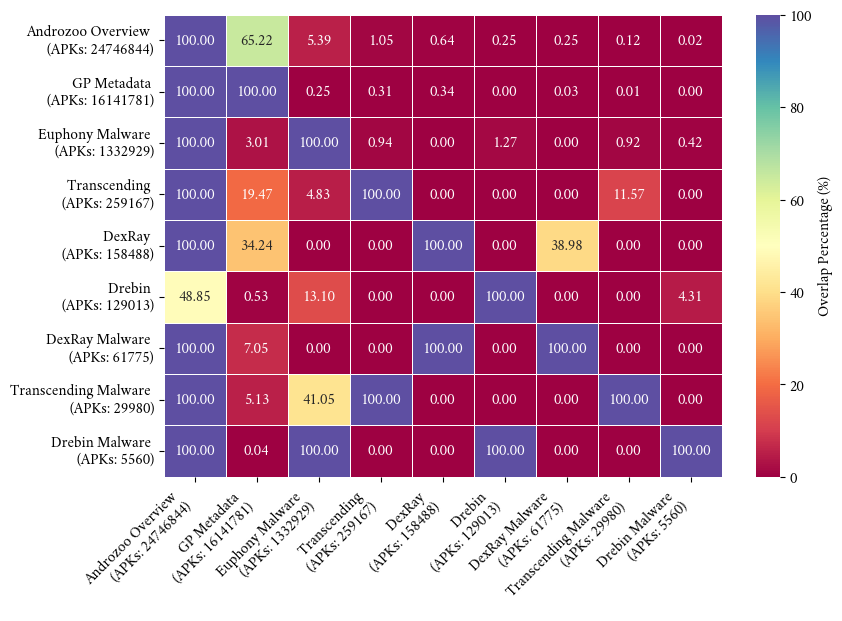 Androzoo Overview
(APKs: 24746844)
100.00 65.22 5.39 1.05 0.64 0.25 0.25 0.12 0.02
GP Metadata
(APKs: 16141781)
100.00 100.00 0.25 0.31 0.34 0.00 0.03 0.01 0.00
Euphony Malware
(APKs: 1332929)
100.00 3.01 100.00 0.94 0.00 1.27 0.00 0.92 0.42
Transcending
(APKs: 259167)
100.00 19.47 4.83 100.00 0.00 0.00 0.00 11.57 0.00
DexRay
(APKs: 158488)
100.00 34.24 0.00 0.00 100.00 0.00 38.98 0.00 0.00
Drebin
(APKs: 129013)
48.85 0.53 13.10 0.00 0.00 100.00 0.00 0.00 4.31
DexRay Malware
(APKs: 61775)
100.00 7.05 0.00 0.00 100.00 0.00 100.00 0.00 0.00
Transcending Malware
(APKs: 29980)
100.00 5.13 41.05 100.00 0.00 0.00 0.00 100.00 0.00
Drebin Malware
(APKs: 5560)
100.00 0.04 100.00 0.00 0.00 100.00 0.00 0.00 100.00
Androzoo Overview
(APKs: 24746844)
GP Metadata
(APKs: 16141781)
Euphony Malware
(APKs: 1332929)
Transcending
(APKs: 259167)
DexRay
(APKs: 158488)
Drebin
(APKs: 129013)
DexRay Malware
(APKs: 61775)
Transcending Malware
(APKs: 29980)
Drebin Malware
(APKs: 5560)
100
80
60
40
20
0
Overlap Percentage (%)